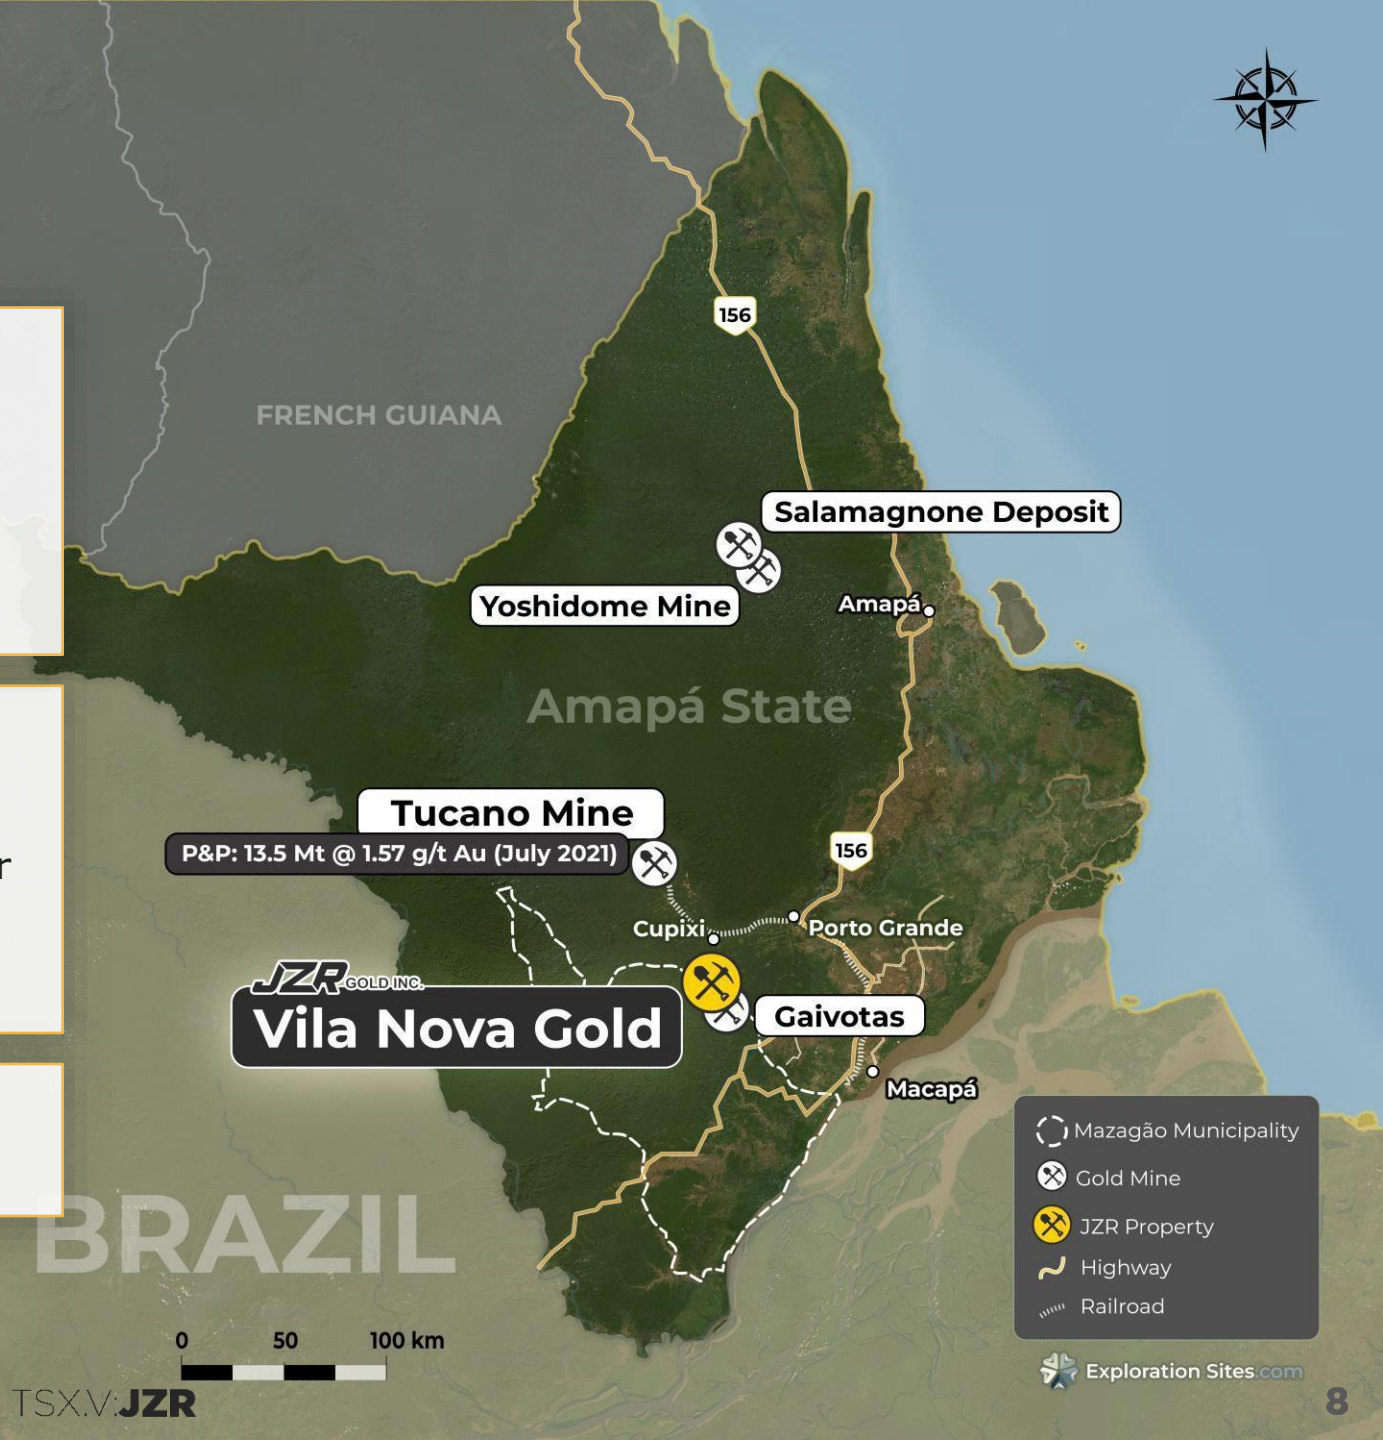 156
FRENCH GUIANA
Salamagnone Deposit
Yoshidome Mine
Amapá
Amapá State
Tucano Mine
P&P: 13.5 Mt @ 1.57 g/t Au (July 2021)
156
r
Cupixi
Porto Grande
JZR GOLD INC.
Vila Nova Gold
Gaivotas
Macapá
Mazagão Municipality
Gold Mine
JZR Property
Highway
Railroad
BRAZIL
0 50 100 km
Exploration Sites.com
TSX.V:JZR
8